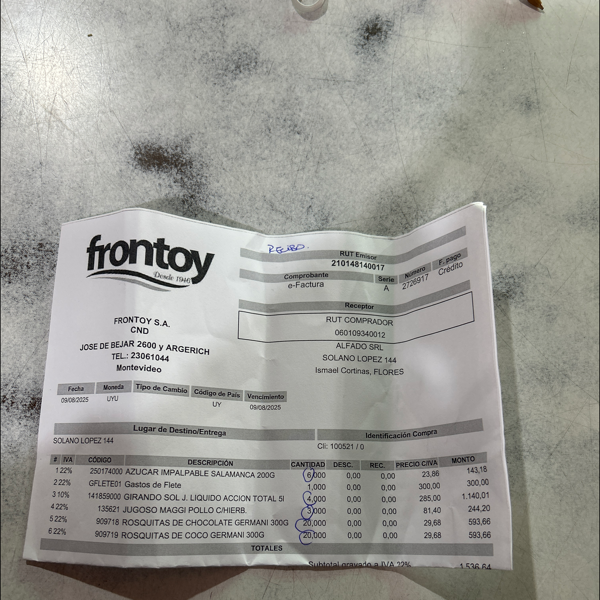 frontoy
Desde 1946
RECIBO.
RUT Emisor
210148140017
Comprobante Serie Número F. pago
e-Factura A 2726917 Crédito
Receptor
RUT COMPRADOR
060109340012
ALFADO SRL
SOLANO LOPEZ 144
Ismael Cortinas, FLORES
FRONTOY S.A.
CND
JOSE DE BEJAR 2600 y ARGERICH
TEL.: 23061044
Montevideo
Fecha Moneda Tipo de Cambio Código de País Vencimiento
09/08/2025 UYU UY 09/08/2025
Lugar de Destino/Entrega Identificación Compra
SOLANO LOPEZ 144 Cli: 100521 / 0
# IVA CÓDIGO DESCRIPCIÓN CANTIDAD DESC. REC. PRECIO C/IVA MONTO
1 22% 250174000 AZUCAR IMPALPABLE SALAMANCA 200G 6,000 0,00 0,00 23,86 143,18
2 22% GFLETE01 Gastos de Flete 1,000 0,00 0,00 300,00 300,00
3 10% 141859000 GIRANDO SOL J. LÍQUIDO ACCION TOTAL 5l 4,000 0,00 0,00 285,00 1.140,01
4 22% 135621 JUGOSO MAGGI POLLO C/HIERB. 3,000 0,00 0,00 81,40 244,20
5 22% 909718 ROSQUITAS DE CHOCOLATE GERMANI 300G 20,000 0,00 0,00 29,68 593,66
6 22% 909719 ROSQUITAS DE COCO GERMANI 300G 20,000 0,00 0,00 29,68 593,66
TOTALES
Subtotal gravado a IVA 22% 1.536,64